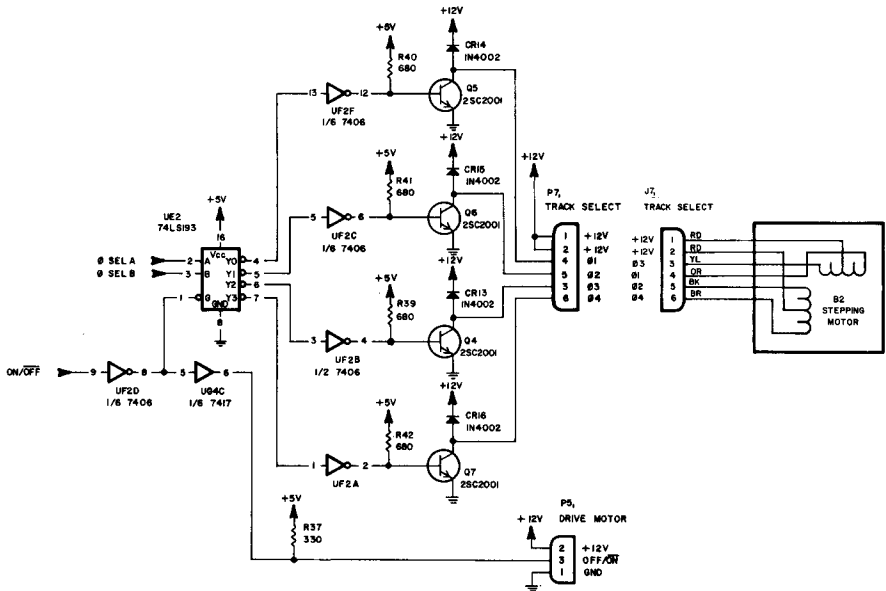 +12V
+5V
R40
680
CR14
1N4002
13
12
Q5
2SC2001
UF2F
1/6 7406
+12V
+5V
R41
680
CR15
1N4002
5
6
Q6
2SC2001
UF2C
1/6 7406
UE2
74LS193
+5V
16
Vcc
Ø SEL A
2
A
Y0
4
Ø SEL B
3
B
Y1
5
Y2
6
1
G
Y3
7
GND
8
+12V
+5V
R39
680
CR13
1N4002
3
4
Q4
2SC2001
UF2B
1/2 7406
ON/OFF
9
8
UF2D
1/6 7406
5
6
UG4C
1/6 7417
+12V
+5V
R42
680
CR16
1N4002
1
2
Q7
2SC2001
UF2A
+5V
R37
330
+12V
P7,
TRACK SELECT
1
+12V
2
+12V
4
Ø1
5
Ø2
3
Ø3
6
Ø4
J7,
TRACK SELECT
+12V
1
RD
+12V
2
RD
Ø3
3
YL
Ø1
4
OR
Ø2
5
BK
Ø4
6
BR
B2
STEPPING
MOTOR
P5,
DRIVE MOTOR
+12V
2
+12V
3
OFF/ON
1
GND